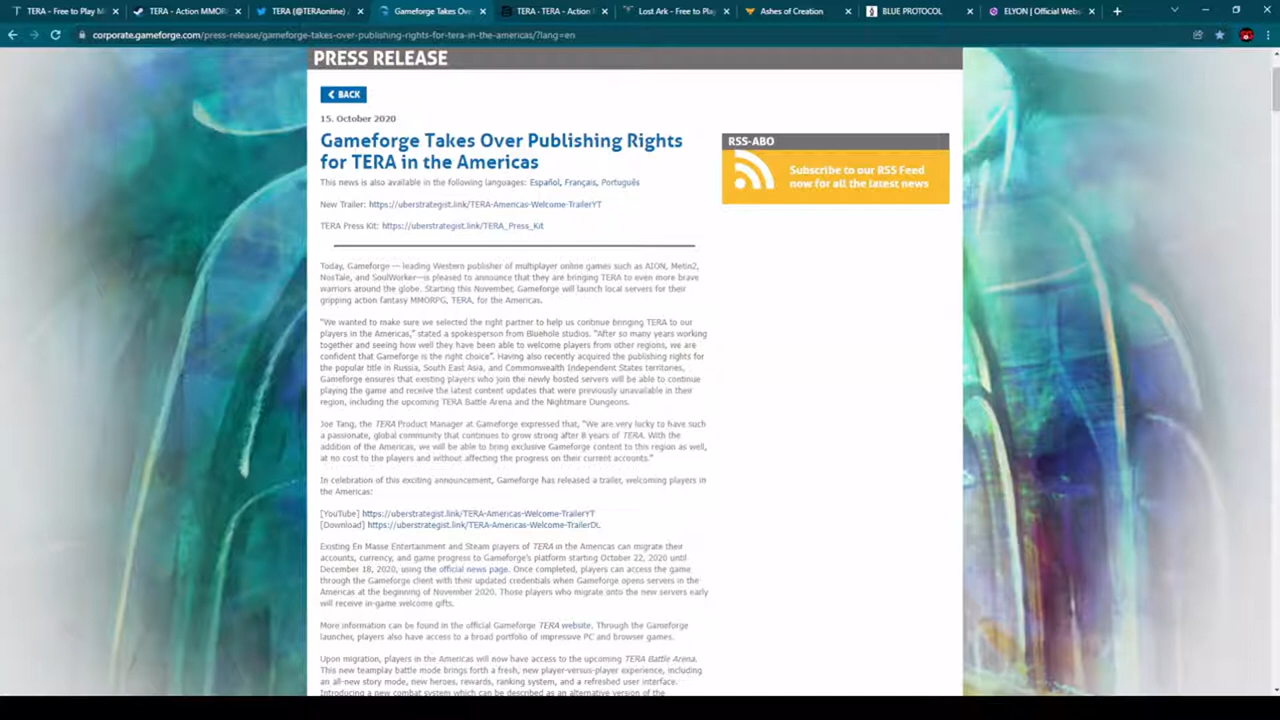 TERA - Free to Play M
TERA - Action MMOR
TERA (@TERAonline) /
Gameforge Takes Ove
TERA - TERA - Action
Lost Ark - Free to Pla
Ashes of Creation
BLUE PROTOCOL
ELYON | Official Webs
corporate.gameforge.com/press-release/gameforge-takes-over-publishing-rights-for-tera-in-the-americas/?lang=en
PRESS RELEASE
BACK
15. October 2020
Gameforge Takes Over Publishing Rights
for TERA in the Americas
This news is also available in the following languages: Español, Français, Português
New Trailer: https://uberstrategist.link/TERA-Americas-Welcome-TrailerYT
TERA Press Kit: https://uberstrategist.link/TERA_Press_Kit
RSS-ABO
Subscribe to our RSS Feed
now for all the latest news
Today, Gameforge — leading Western publisher of multiplayer online games such as AION, Metin2,
NosTale, and SoulWorker—is pleased to announce that they are bringing TERA to even more brave
warriors around the globe. Starting this November, Gameforge will launch local servers for their
gripping action fantasy MMORPG, TERA, for the Americas.
"We wanted to make sure we selected the right partner to help us continue bringing TERA to our
players in the Americas," stated a spokesperson from Bluehole studios. "After so many years working
together and seeing how well they have been able to welcome players from other regions, we are
confident that Gameforge is the right choice". Having also recently acquired the publishing rights for
the popular title in Russia, South East Asia, and Commonwealth Independent States territories,
Gameforge ensures that existing players who join the newly hosted servers will be able to continue
playing the game and receive the latest content updates that were previously unavailable in their
region, including the upcoming TERA Battle Arena and the Nightmare Dungeons.
Joe Tang, the TERA Product Manager at Gameforge expressed that, "We are very lucky to have such
a passionate, global community that continues to grow strong after 8 years of TERA. With the
addition of the Americas, we will be able to bring exclusive Gameforge content to this region as well,
at no cost to the players and without affecting the progress on their current accounts."
In celebration of this exciting announcement, Gameforge has released a trailer, welcoming players in
the Americas:
[YouTube] https://uberstrategist.link/TERA-Americas-Welcome-TrailerYT
[Download] https://uberstrategist.link/TERA-Americas-Welcome-TrailerDL
Existing En Masse Entertainment and Steam players of TERA in the Americas can migrate their
accounts, currency, and game progress to Gameforge's platform starting October 22, 2020 until
December 18, 2020, using the official news page. Once completed, players can access the game
through the Gameforge client with their updated credentials when Gameforge opens servers in the
Americas at the beginning of November 2020. Those players who migrate onto the new servers early
will receive in-game welcome gifts.
More information can be found in the official Gameforge TERA website. Through the Gameforge
launcher, players also have access to a broad portfolio of impressive PC and browser games.
Upon migration, players in the Americas will now have access to the upcoming TERA Battle Arena.
This new teamplay battle mode brings forth a fresh, new player-versus-player experience, including
an all-new story mode, new heroes, rewards, ranking system, and a refreshed user interface.
Introducing a new combat system which can be described as an alternative version of the